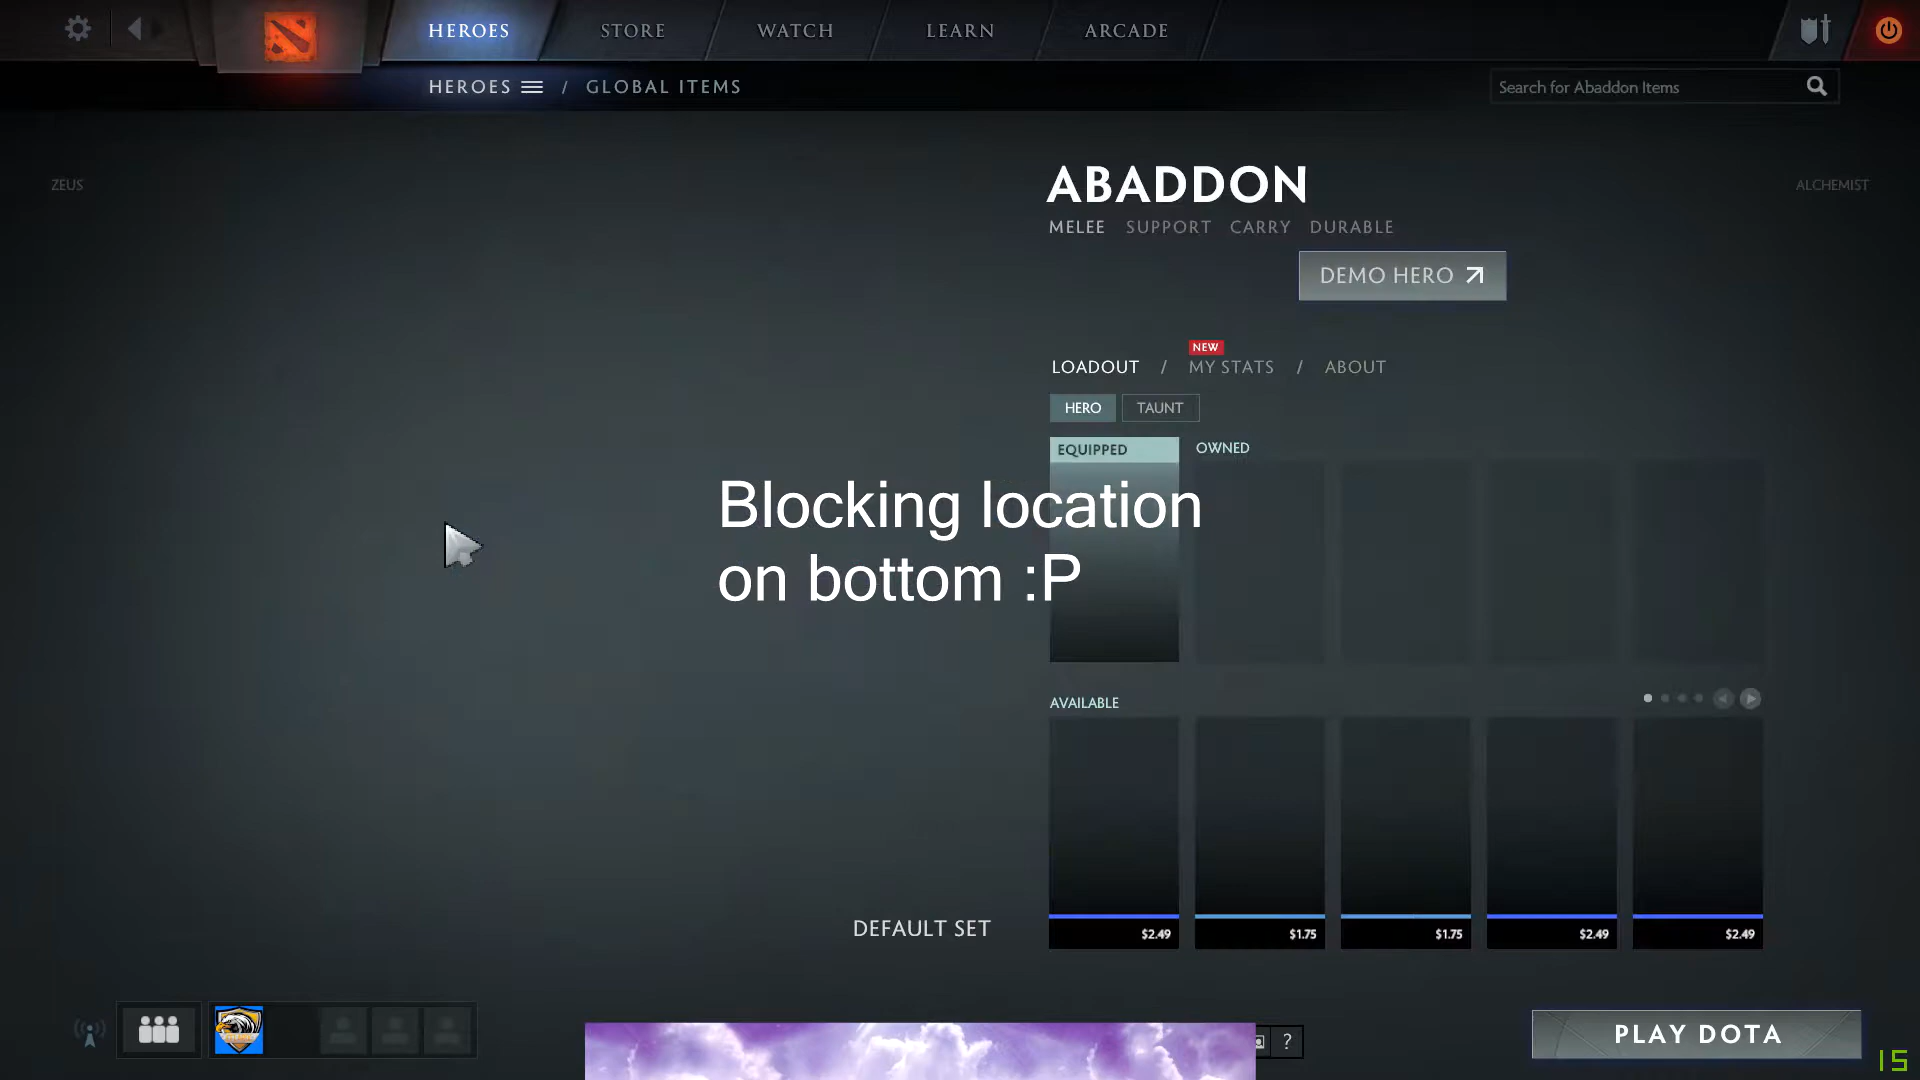 HEROES
STORE
WATCH
LEARN
ARCADE
HEROES / GLOBAL ITEMS
Search for Abaddon Items
ZEUS
ABADDON
ALCHEMIST
MELEE SUPPORT CARRY DURABLE
DEMO HERO
NEW
LOADOUT / MY STATS / ABOUT
HERO
TAUNT
EQUIPPED
OWNED
Blocking location
on bottom :P
AVAILABLE
DEFAULT SET
$2.49
$1.75
$1.75
$2.49
$2.49
?
PLAY DOTA
15